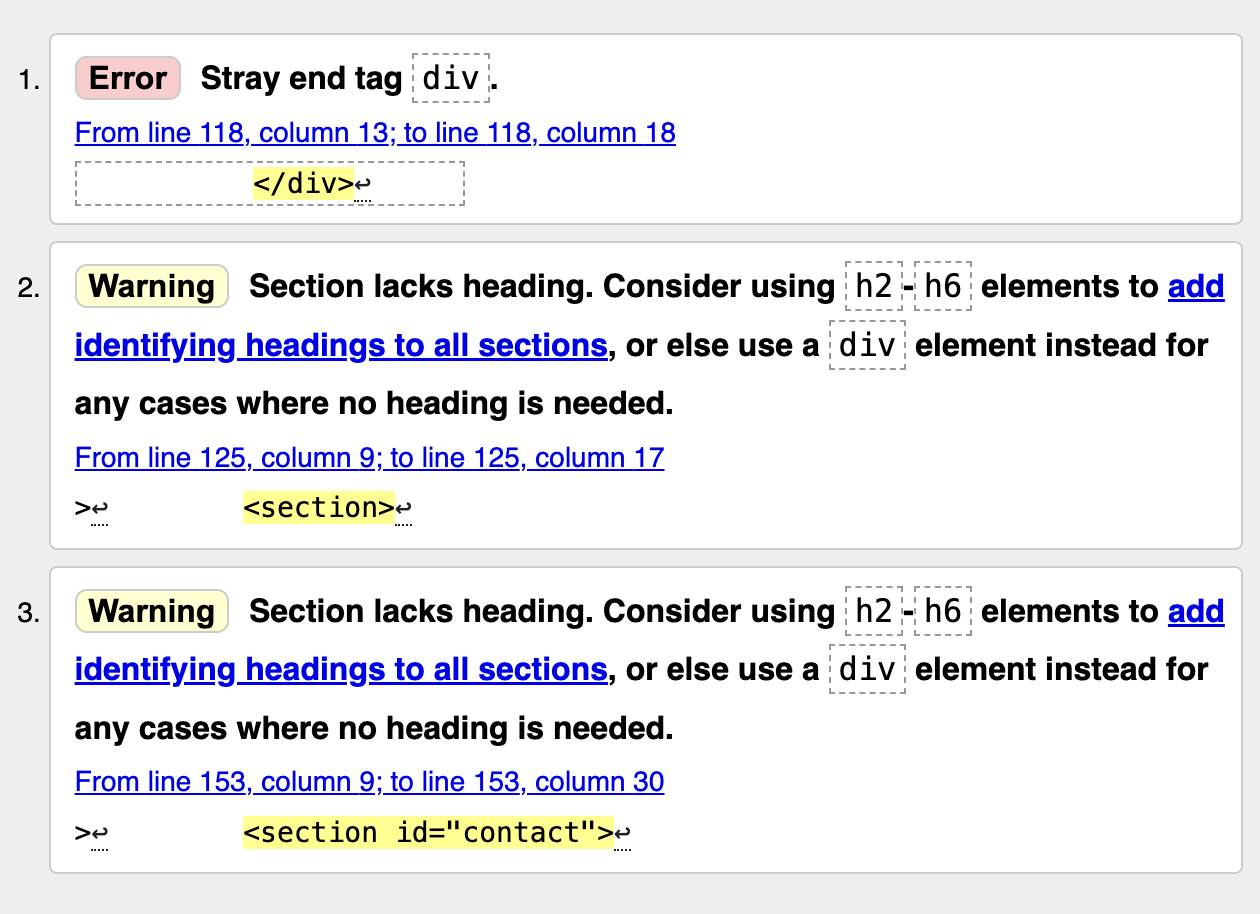 1. Error Stray end tag div.
From line 118, column 13; to line 118, column 18
</div>↩
2. Warning Section lacks heading. Consider using h2-h6 elements to add
identifying headings to all sections, or else use a div element instead for
any cases where no heading is needed.
From line 125, column 9; to line 125, column 17
>↩ <section>↩
3. Warning Section lacks heading. Consider using h2-h6 elements to add
identifying headings to all sections, or else use a div element instead for
any cases where no heading is needed.
From line 153, column 9; to line 153, column 30
>↩ <section id="contact">↩